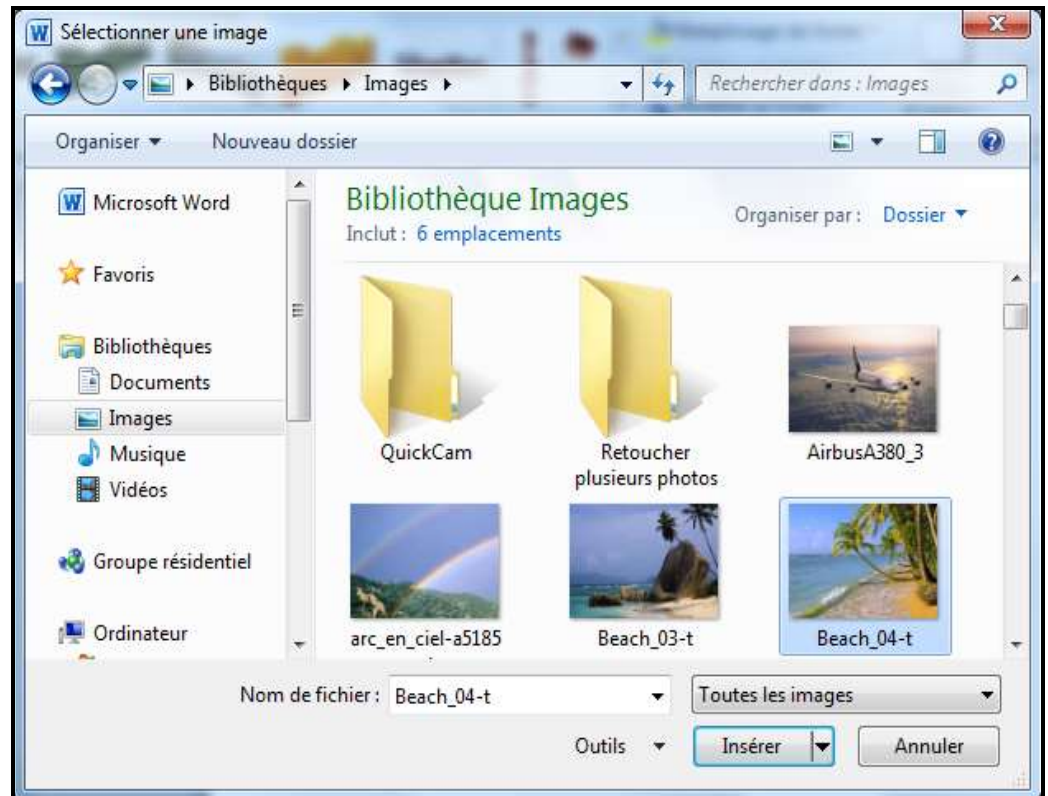 Sélectionner une image
Bibliothèques Images
Rechercher dans : Images
Organiser Nouveau dossier
Microsoft Word
Favoris
Bibliothèques
Documents
Images
Musique
Vidéos
Groupe résidentiel
Ordinateur
Bibliothèque Images
Inclut : 6 emplacements
Organiser par : Dossier
QuickCam
Retoucher
plusieurs photos
AirbusA380_3
arc_en_ciel-a5185
Beach_03-t
Beach_04-t
Nom de fichier : Beach_04-t
Toutes les images
Outils Insérer Annuler